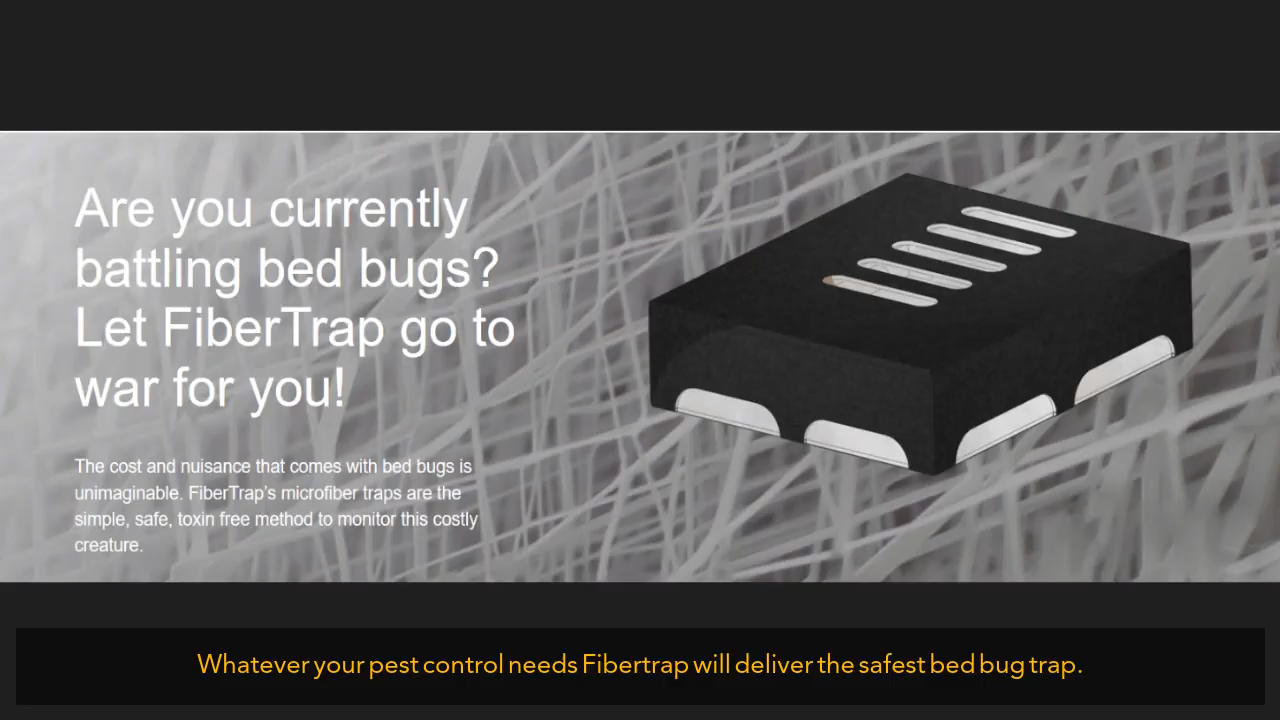 Are you currently
battling bed bugs?
Let FiberTrap go to
war for you!
The cost and nuisance that comes with bed bugs is
unimaginable. FiberTrap's microfiber traps are the
simple, safe, toxin free method to monitor this costly
creature.
Whatever your pest control needs Fibertrap will deliver the safest bed bug trap.